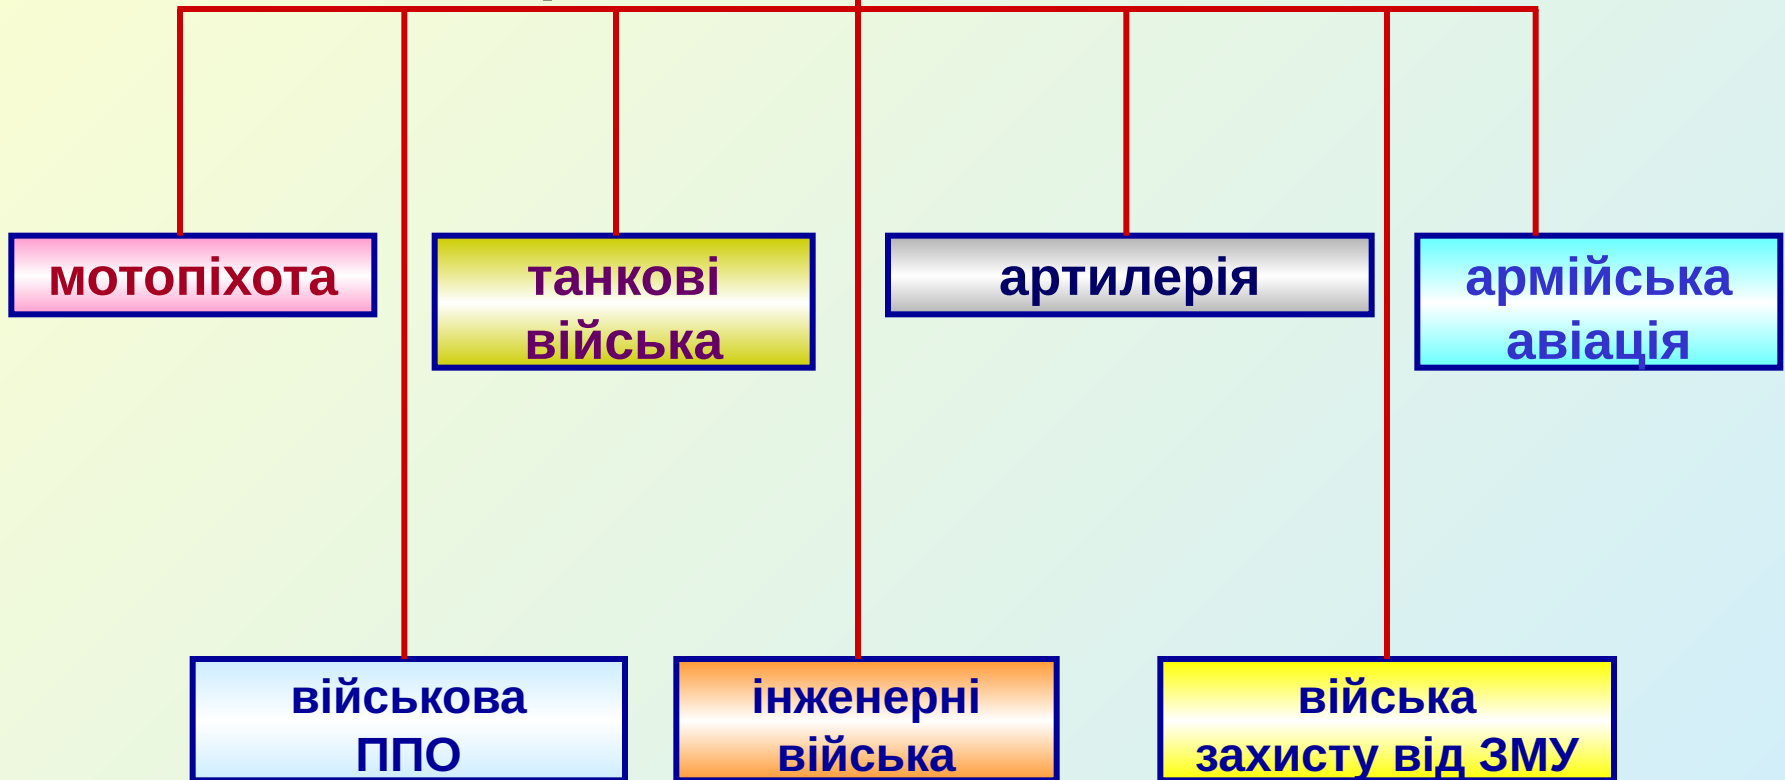 мотопіхота
танкові
війська
артилерія
армійська
авіація
військова
ППО
інженерні
війська
війська
захисту від ЗМУ